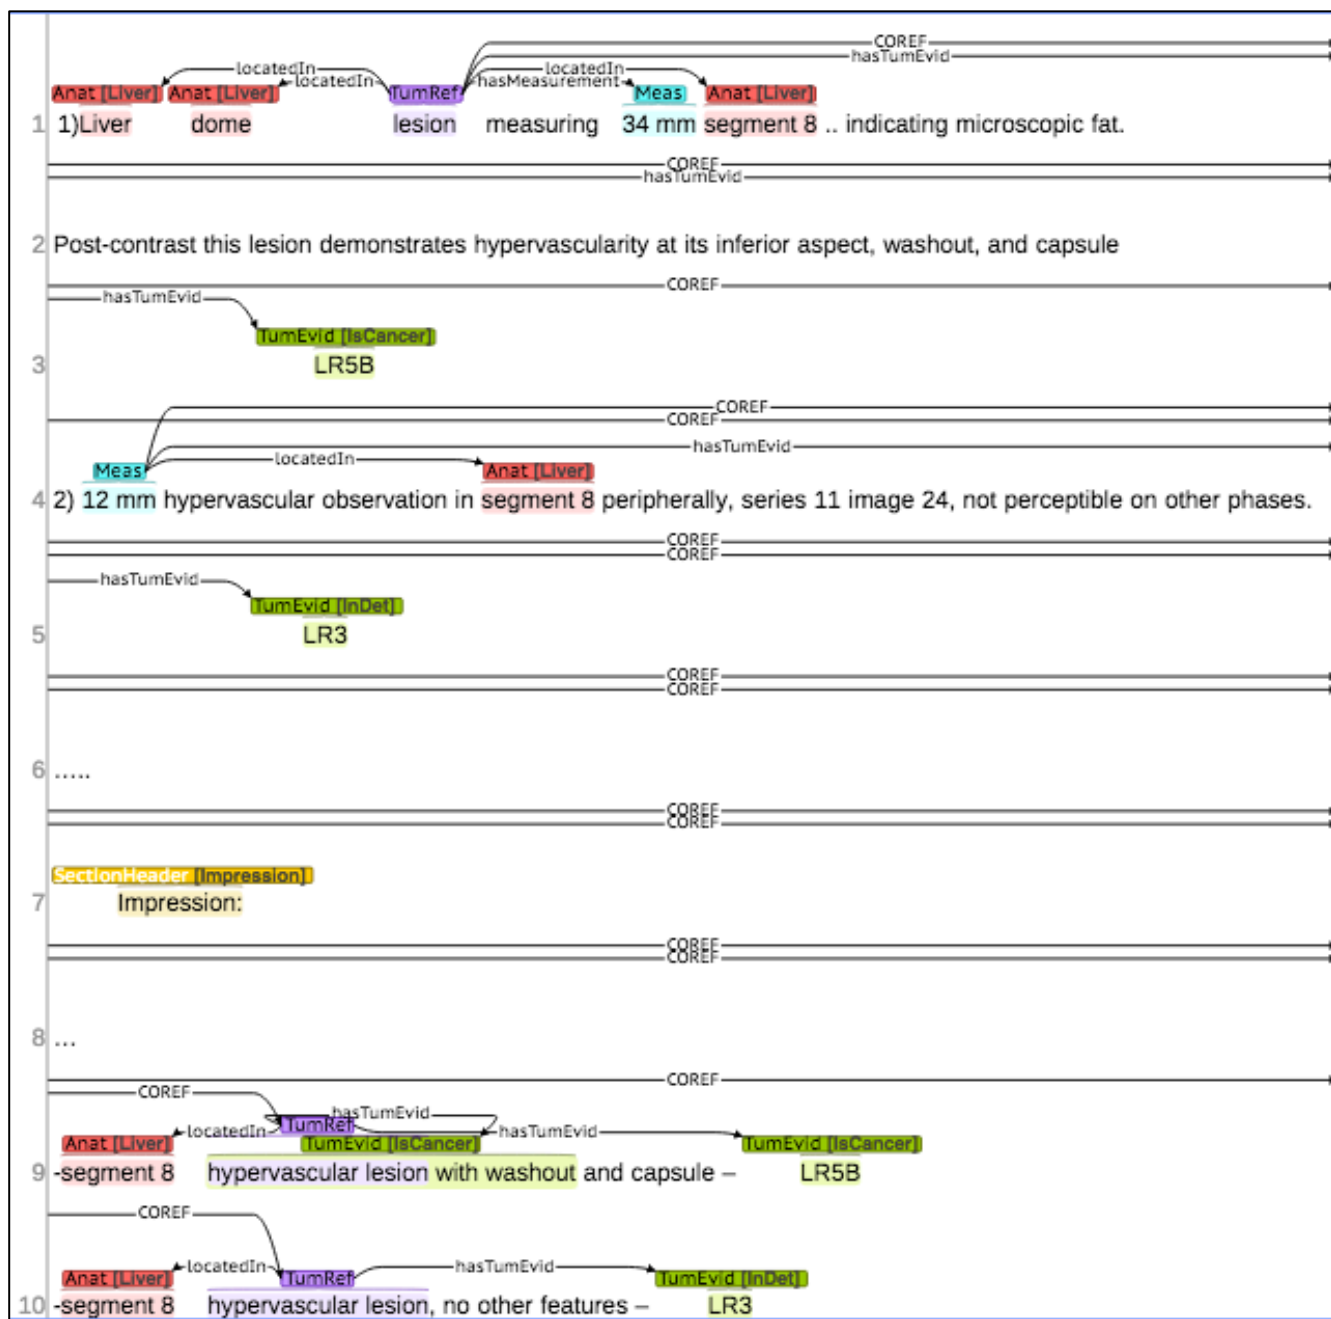 COREF
hasTumEvid
locatedIn locatedIn
locatedIn hasMeasurement
Anat [Liver] Anat [Liver] TumRef Meas Anat [Liver]
1 1)Liver dome lesion measuring 34 mm segment 8 .. indicating microscopic fat.
COREF
hasTumEvid
2 Post-contrast this lesion demonstrates hypervascularity at its inferior aspect, washout, and capsule
COREF
hasTumEvid
TumEvid [IsCancer]
3 LR5B
COREF
COREF
hasTumEvid
locatedIn
Meas Anat [Liver]
4 2) 12 mm hypervascular observation in segment 8 peripherally, series 11 image 24, not perceptible on other phases.
COREF
COREF
hasTumEvid
TumEvid [InDet]
5 LR3
COREF
COREF
6 .....
COREF
COREF
SectionHeader [Impression]
7 Impression:
COREF
COREF
8 ...
COREF
COREF
hasTumEvid
locatedIn TumRef hasTumEvid
Anat [Liver] TumEvid [IsCancer] TumEvid [IsCancer]
9 -segment 8 hypervascular lesion with washout and capsule – LR5B
COREF
locatedIn hasTumEvid
Anat [Liver] TumRef TumEvid [InDet]
10 -segment 8 hypervascular lesion, no other features – LR3